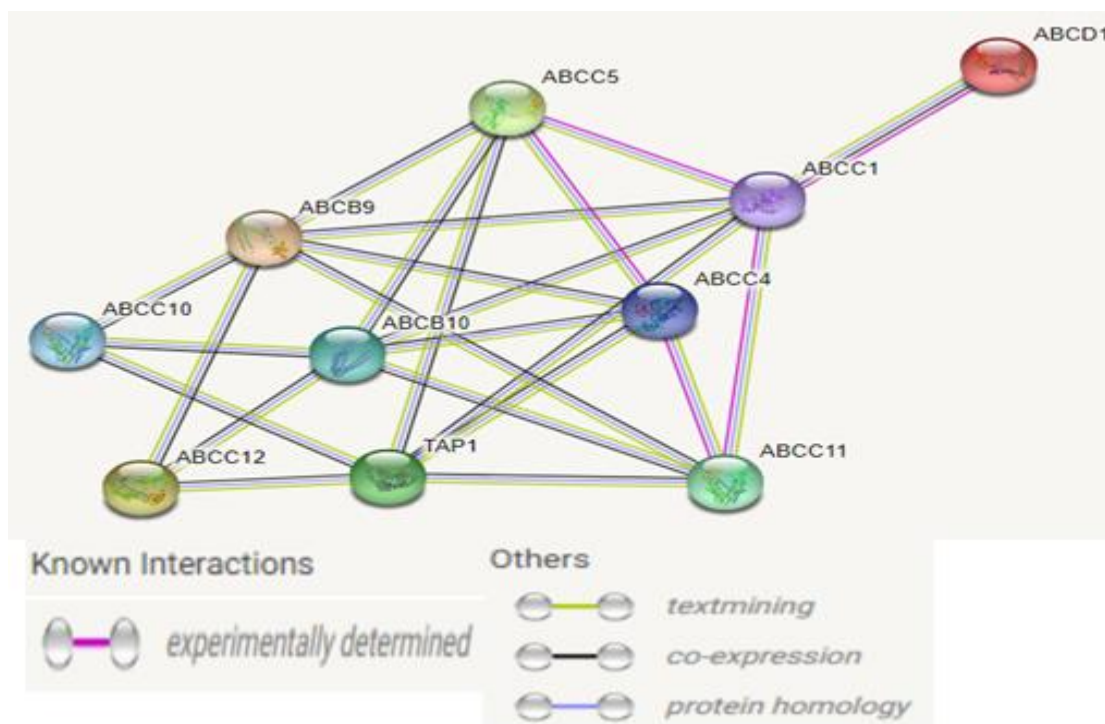 ABCD1
ABCC5
ABCC1
ABCB9
ABCC4
ABCC10
ABCB10
ABCC12
TAP1
ABCC11
Known Interactions
experimentally determined
Others
textmining
co-expression
protein homology